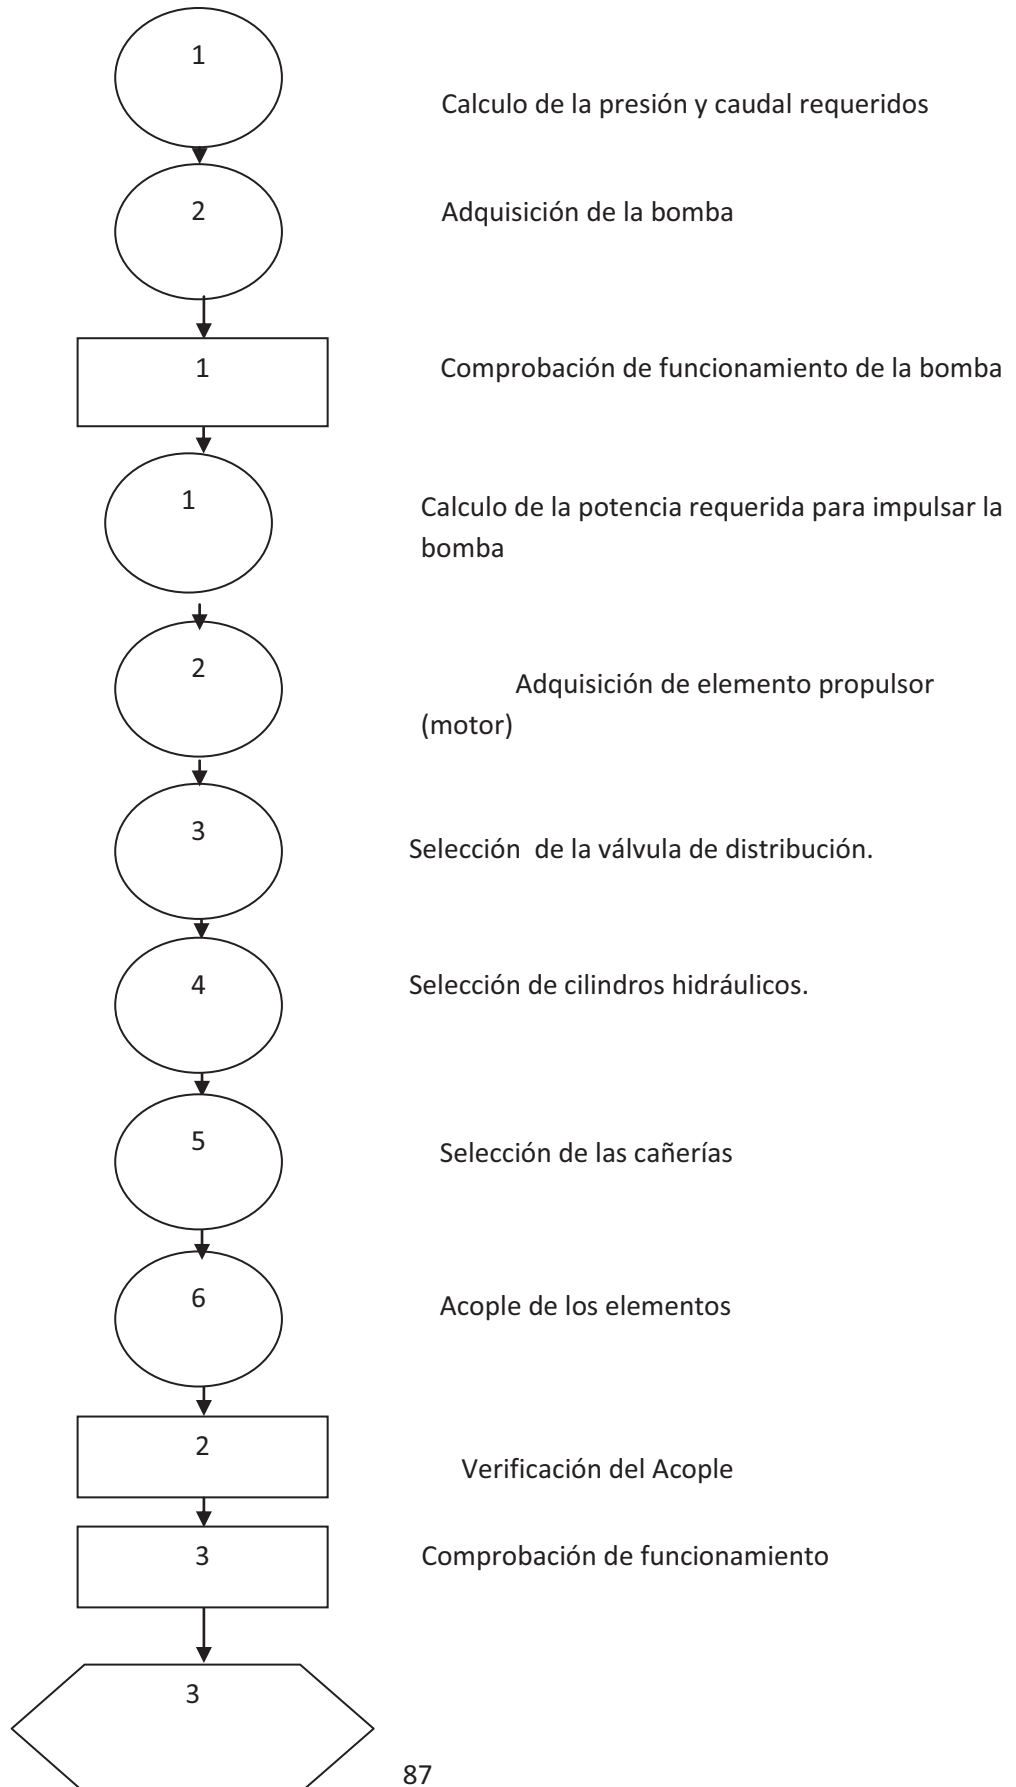 1
Calculo de la presión y caudal requeridos
2
Adquisición de la bomba
1
Comprobación de funcionamiento de la bomba
1
Calculo de la potencia requerida para impulsar la
bomba
2
Adquisición de elemento propulsor
(motor)
3
Selección  de la válvula de distribución.
4
Selección de cilindros hidráulicos.
5
Selección de las cañerías
6
Acople de los elementos
2
Verificación del Acople
3
Comprobación de funcionamiento
3
87